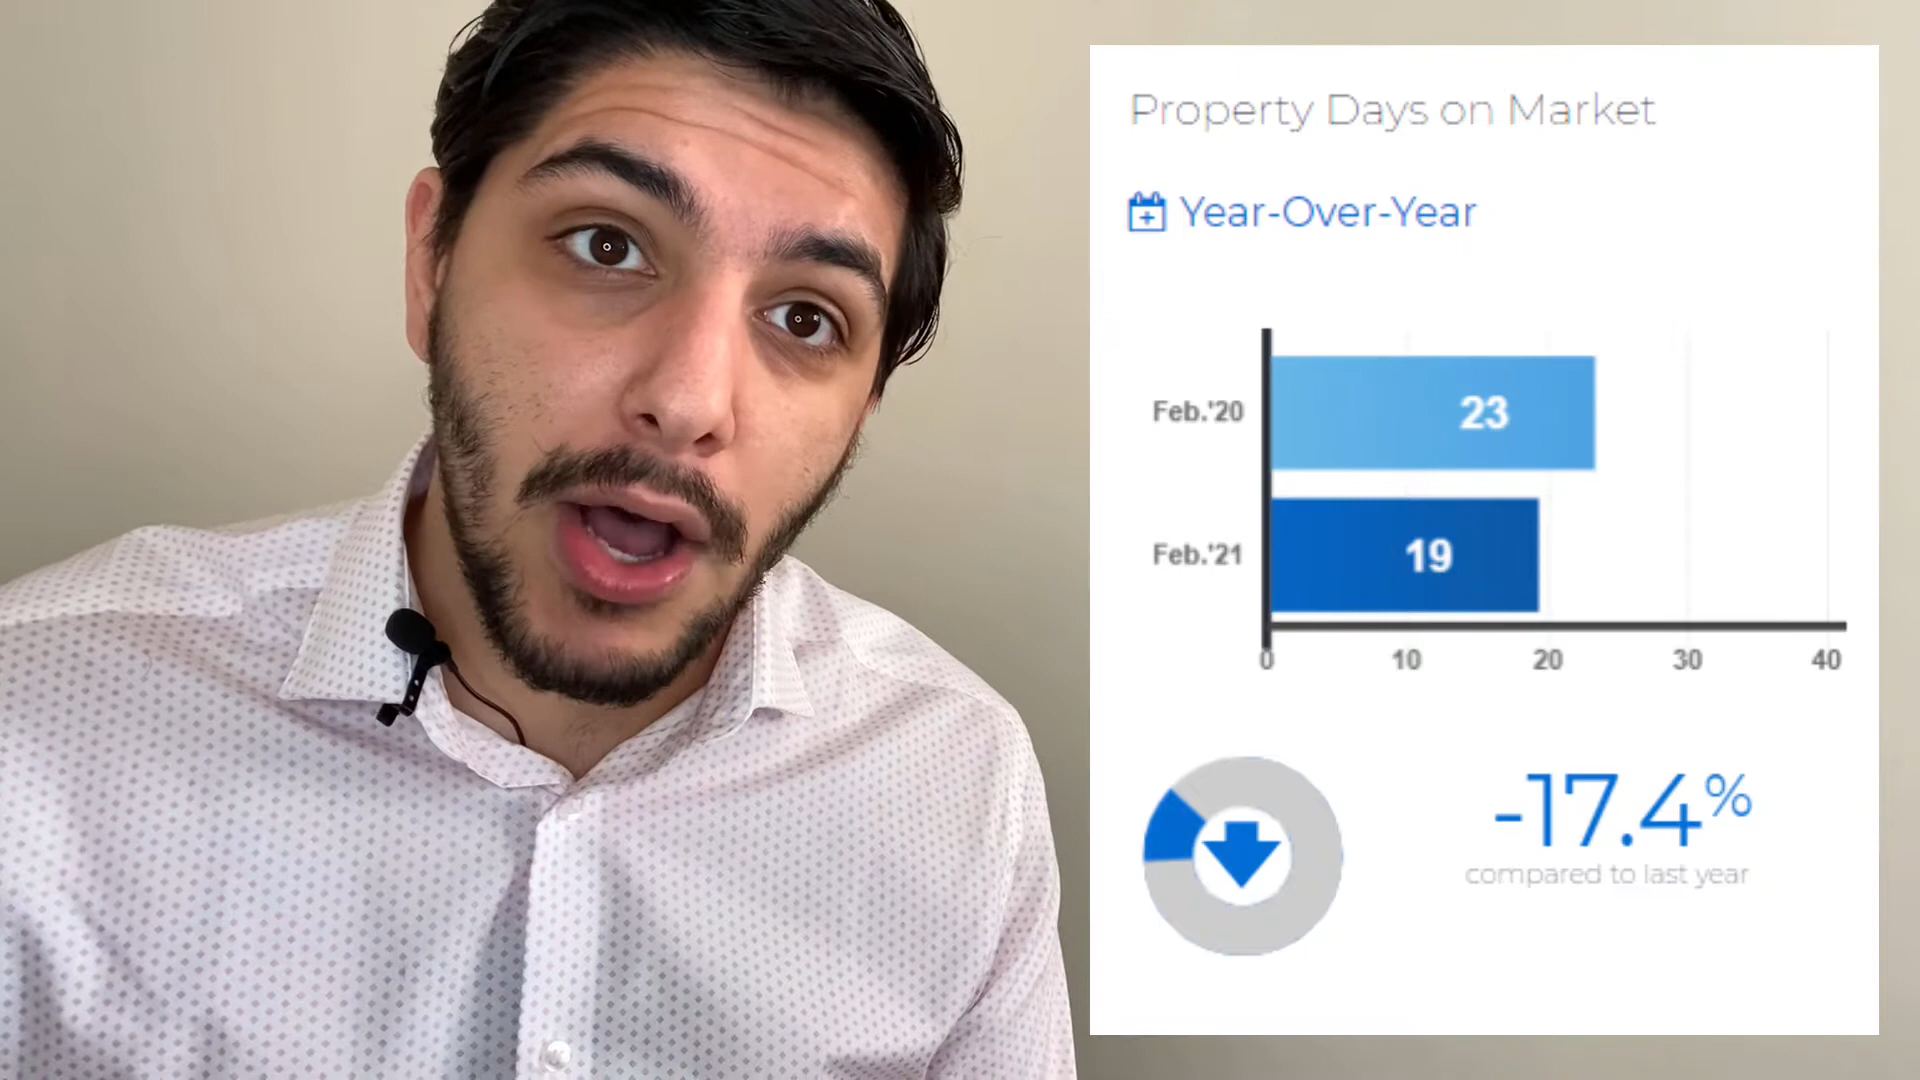 Property Days on Market
Year-Over-Year
Feb.'20
23
Feb.'21
19
0 10 20 30 40
-17.4%
compared to last year